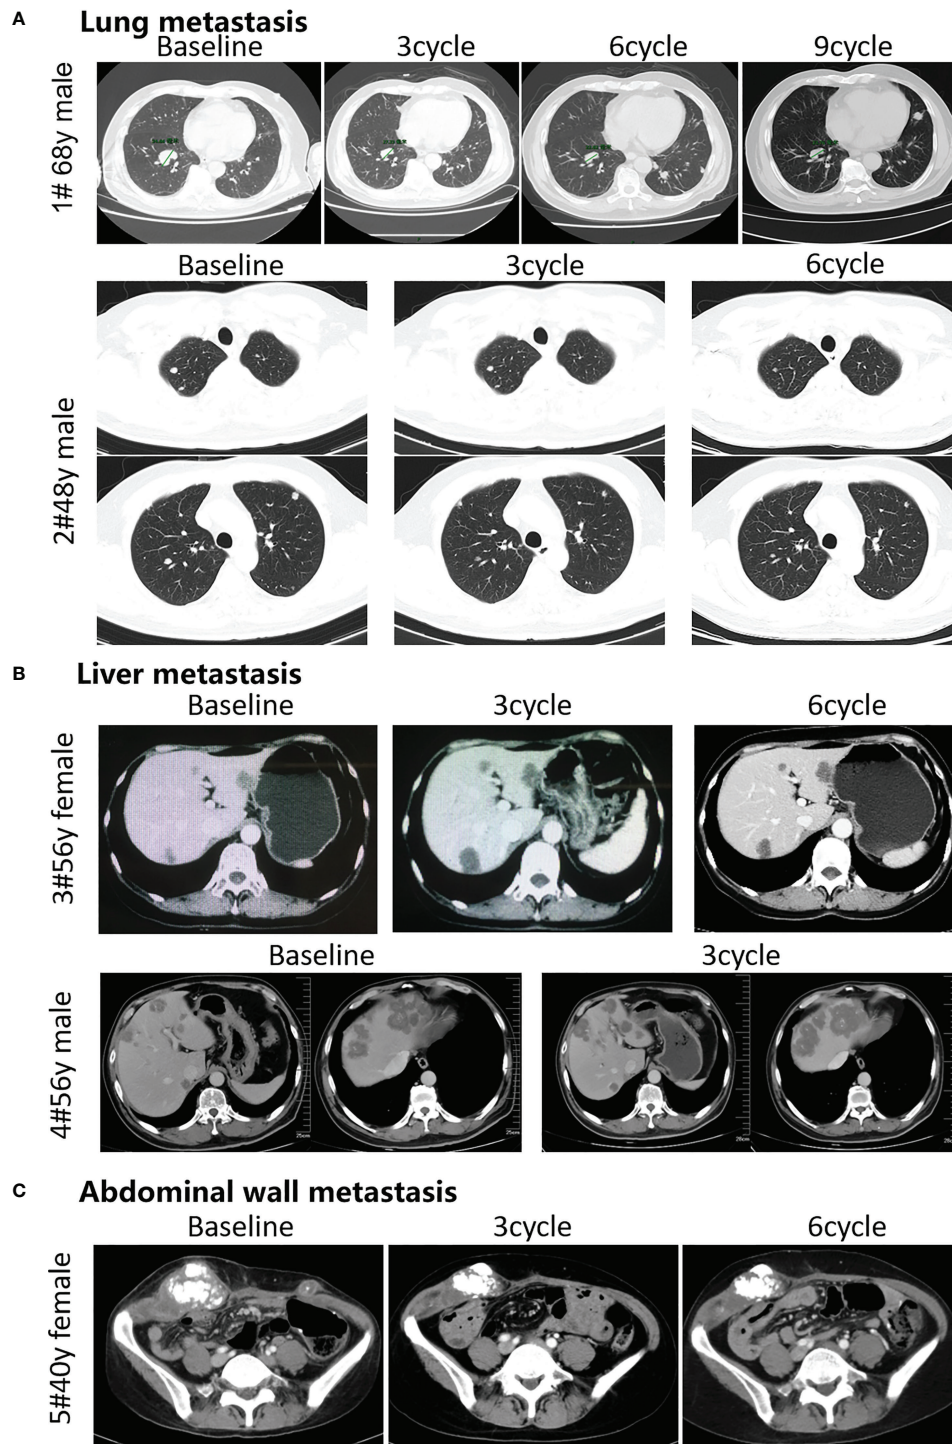 A
Lung metastasis
Baseline
3cycle
6cycle
9cycle
1# 68y male
Baseline
3cycle
6cycle
2#48y male
B
Liver metastasis
Baseline
3cycle
6cycle
3#56y female
Baseline
3cycle
4#56y male
C
Abdominal wall metastasis
Baseline
3cycle
6cycle
5#40y female